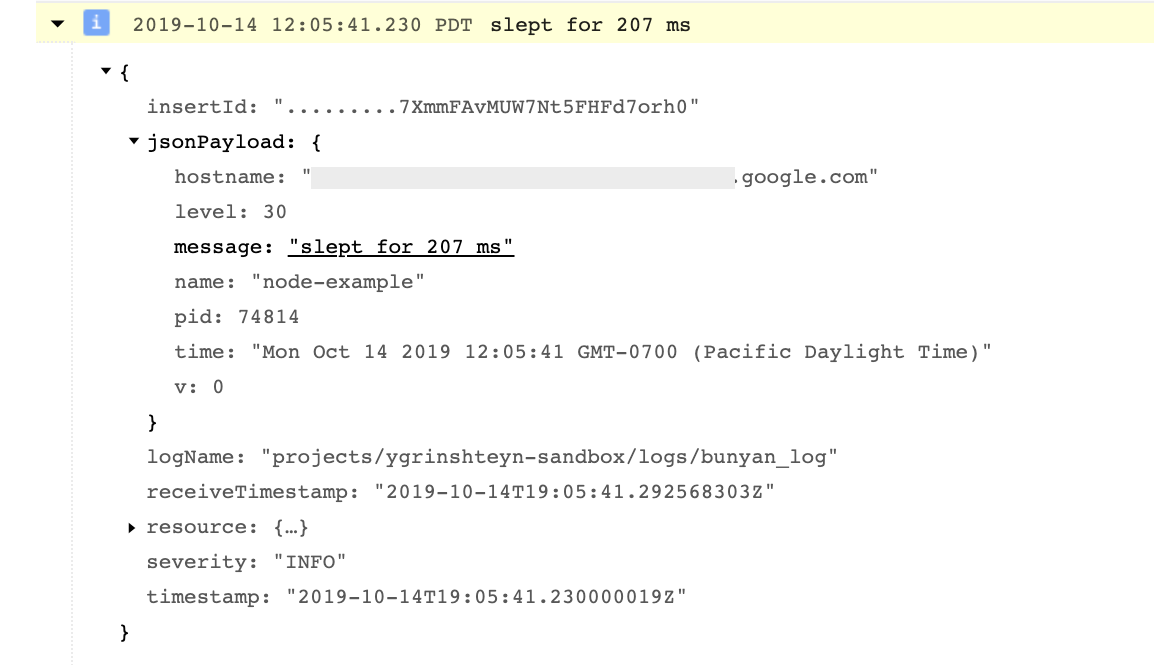 i 2019-10-14 12:05:41.230 PDT slept for 207 ms
{
insertId: ".........7XmmFAvMUW7Nt5FHFd7orh0"
jsonPayload: {
hostname: " .google.com"
level: 30
message: "slept for 207 ms"
name: "node-example"
pid: 74814
time: "Mon Oct 14 2019 12:05:41 GMT-0700 (Pacific Daylight Time)"
v: 0
}
logName: "projects/ygrinshteyn-sandbox/logs/bunyan_log"
receiveTimestamp: "2019-10-14T19:05:41.292568303Z"
resource: {…}
severity: "INFO"
timestamp: "2019-10-14T19:05:41.230000019Z"
}